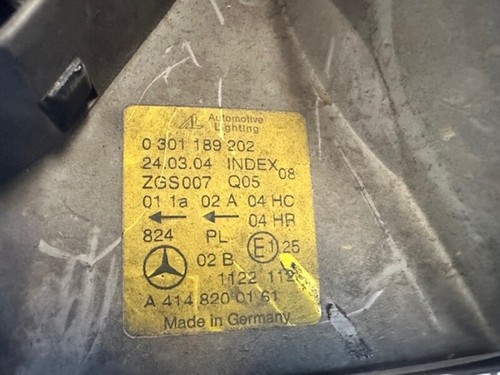 AL Automotive
Lighting
0 301 189 202
24.03.04 INDEX 08
ZGS007 Q05
01 1a 02 A 04 HC
04 HR
824 PL E1 25
02 B
1122 112
A 414 820 01 61
Made in Germany